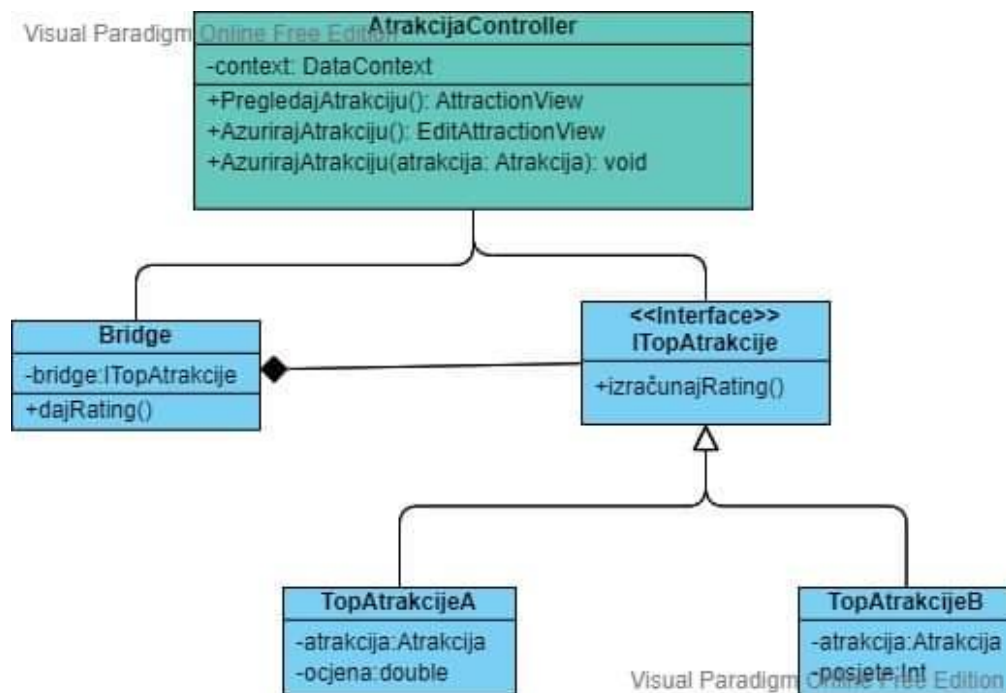 Visual Paradigm Online Free Edition
AtrakcijaController
-context: DataContext
+PregledajAtrakciju(): AttractionView
+AzurirajAtrakciju(): EditAttractionView
+AzurirajAtrakciju(atrakcija: Atrakcija): void
Bridge
-bridge:ITopAtrakcije
+dajRating()
<<Interface>>
ITopAtrakcije
+izračunajRating()
TopAtrakcijeA
-atrakcija:Atrakcija
-ocjena:double
TopAtrakcijeB
-atrakcija:Atrakcija
-posjete:Int
Visual Paradigm Online Free Edition